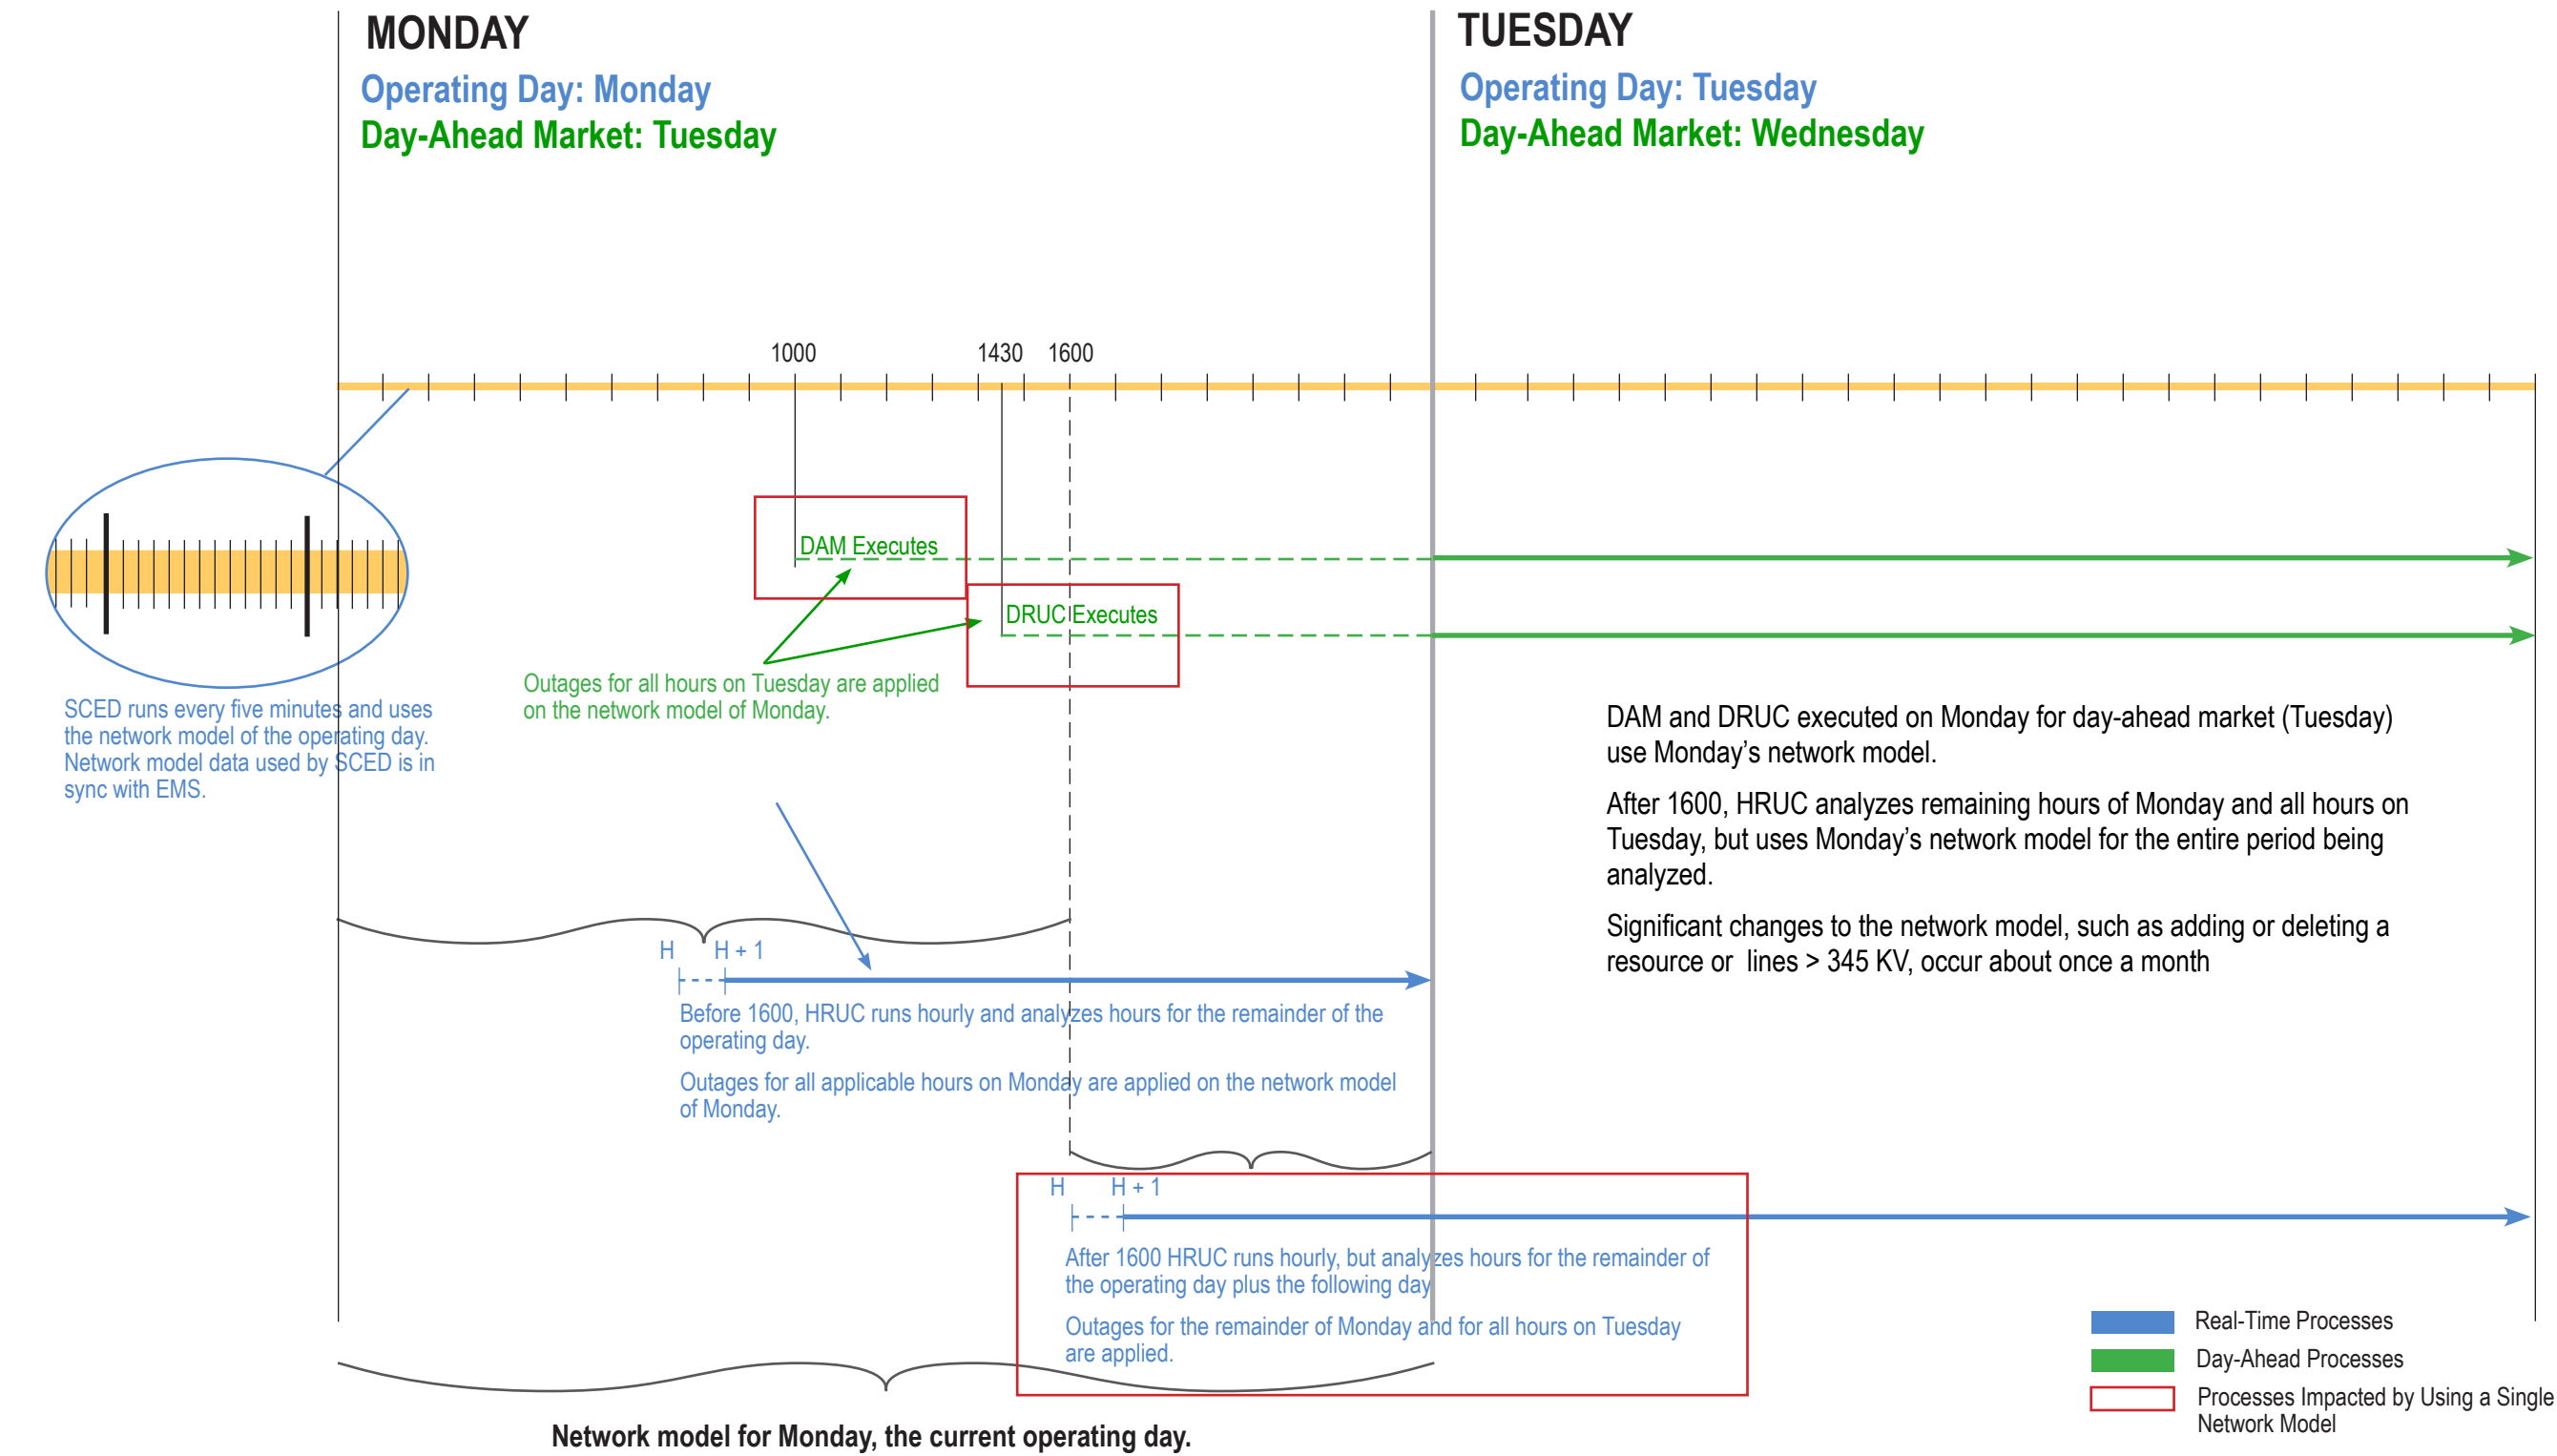 MONDAY
Operating Day: Monday
Day-Ahead Market: Tuesday
TUESDAY
Operating Day: Tuesday
Day-Ahead Market: Wednesday
1000
1430
1600
DAM Executes
DRUC Executes
Outages for all hours on Tuesday are applied
on the network model of Monday.
SCED runs every five minutes and uses
the network model of the operating day.
Network model data used by SCED is in
sync with EMS.
DAM and DRUC executed on Monday for day-ahead market (Tuesday)
use Monday’s network model.
After 1600, HRUC analyzes remaining hours of Monday and all hours on
Tuesday, but uses Monday’s network model for the entire period being
analyzed.
Significant changes to the network model, such as adding or deleting a
resource or lines > 345 KV, occur about once a month
H
H + 1
Before 1600, HRUC runs hourly and analyzes hours for the remainder of the
operating day.
Outages for all applicable hours on Monday are applied on the network model
of Monday.
H
H + 1
After 1600 HRUC runs hourly, but analyzes hours for the remainder of
the operating day plus the following day
Outages for the remainder of Monday and for all hours on Tuesday
are applied.
Network model for Monday, the current operating day.
Real-Time Processes
Day-Ahead Processes
Processes Impacted by Using a Single
Network Model